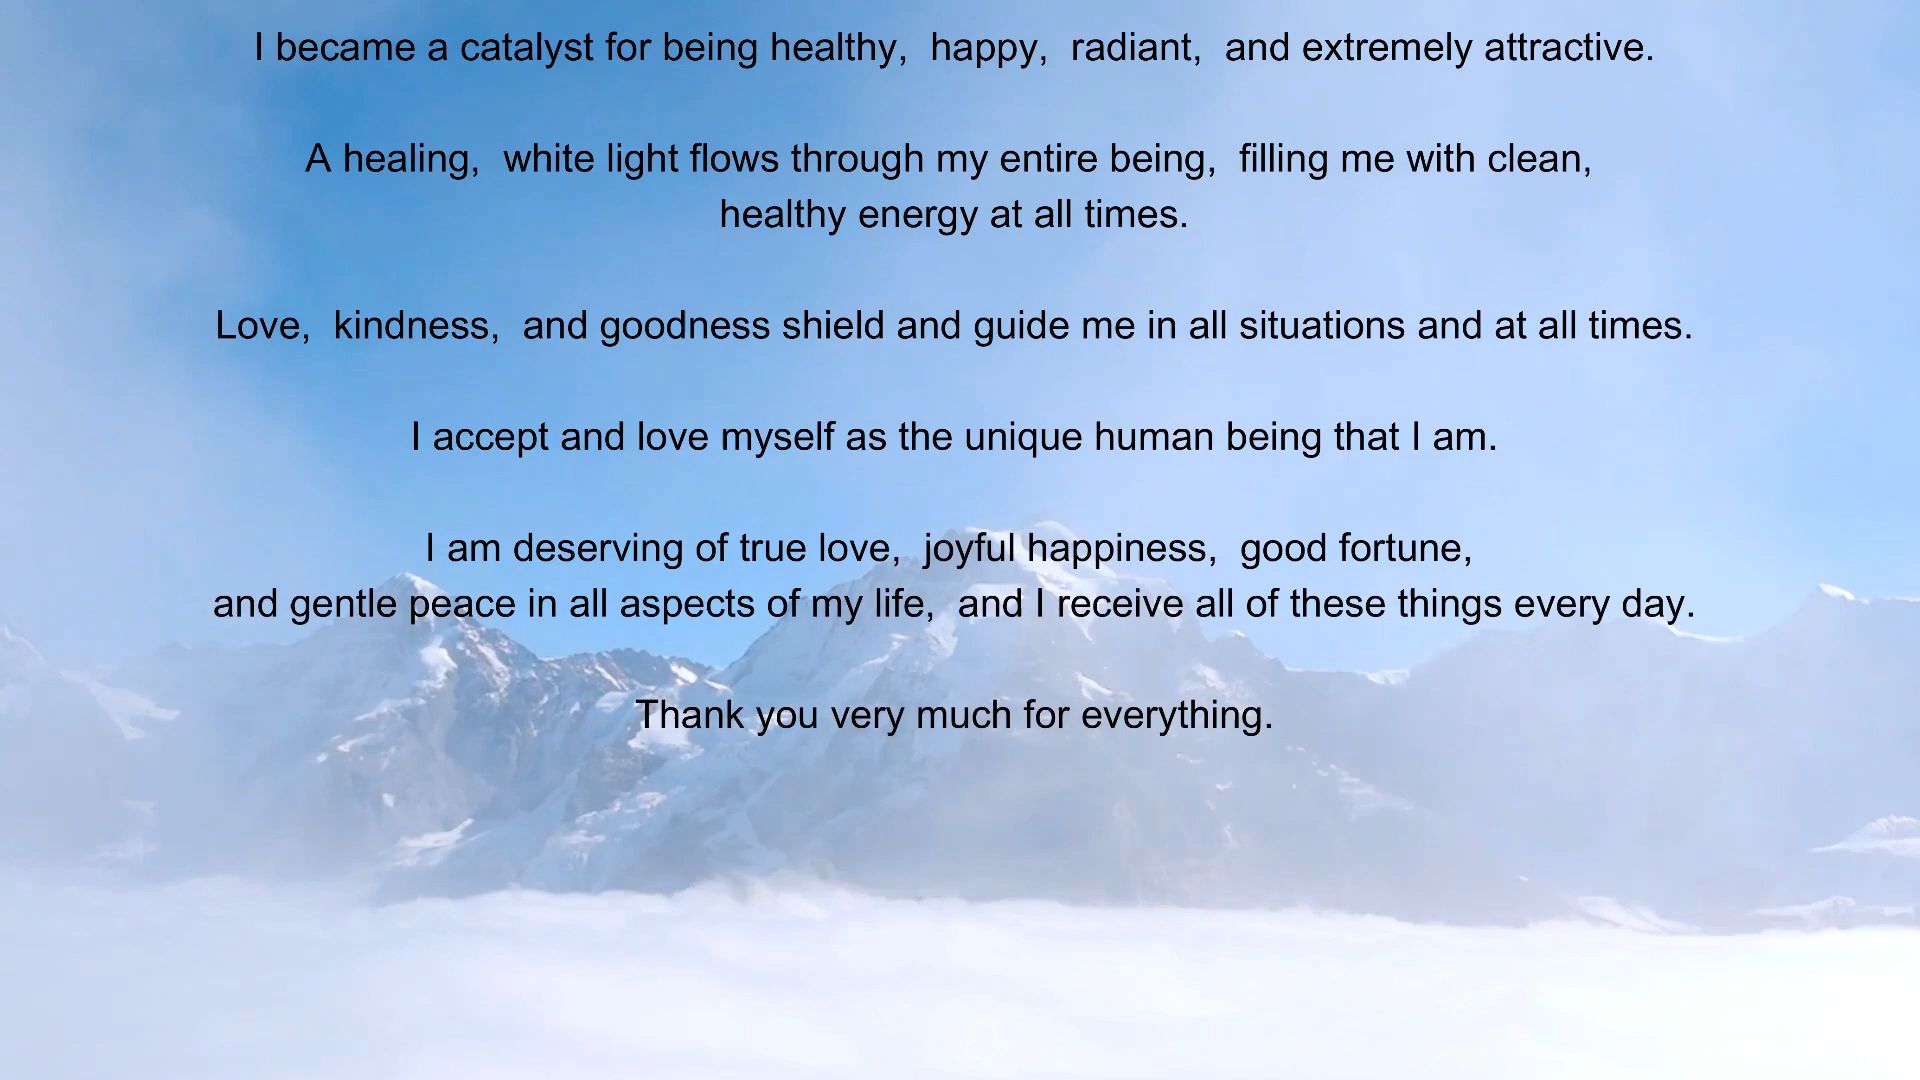 I became a catalyst for being healthy,  happy,  radiant,  and extremely attractive.
A healing,  white light flows through my entire being,  filling me with clean,
healthy energy at all times.
Love,  kindness,  and goodness shield and guide me in all situations and at all times.
I accept and love myself as the unique human being that I am.
I am deserving of true love,  joyful happiness,  good fortune,
and gentle peace in all aspects of my life,  and I receive all of these things every day.
Thank you very much for everything.